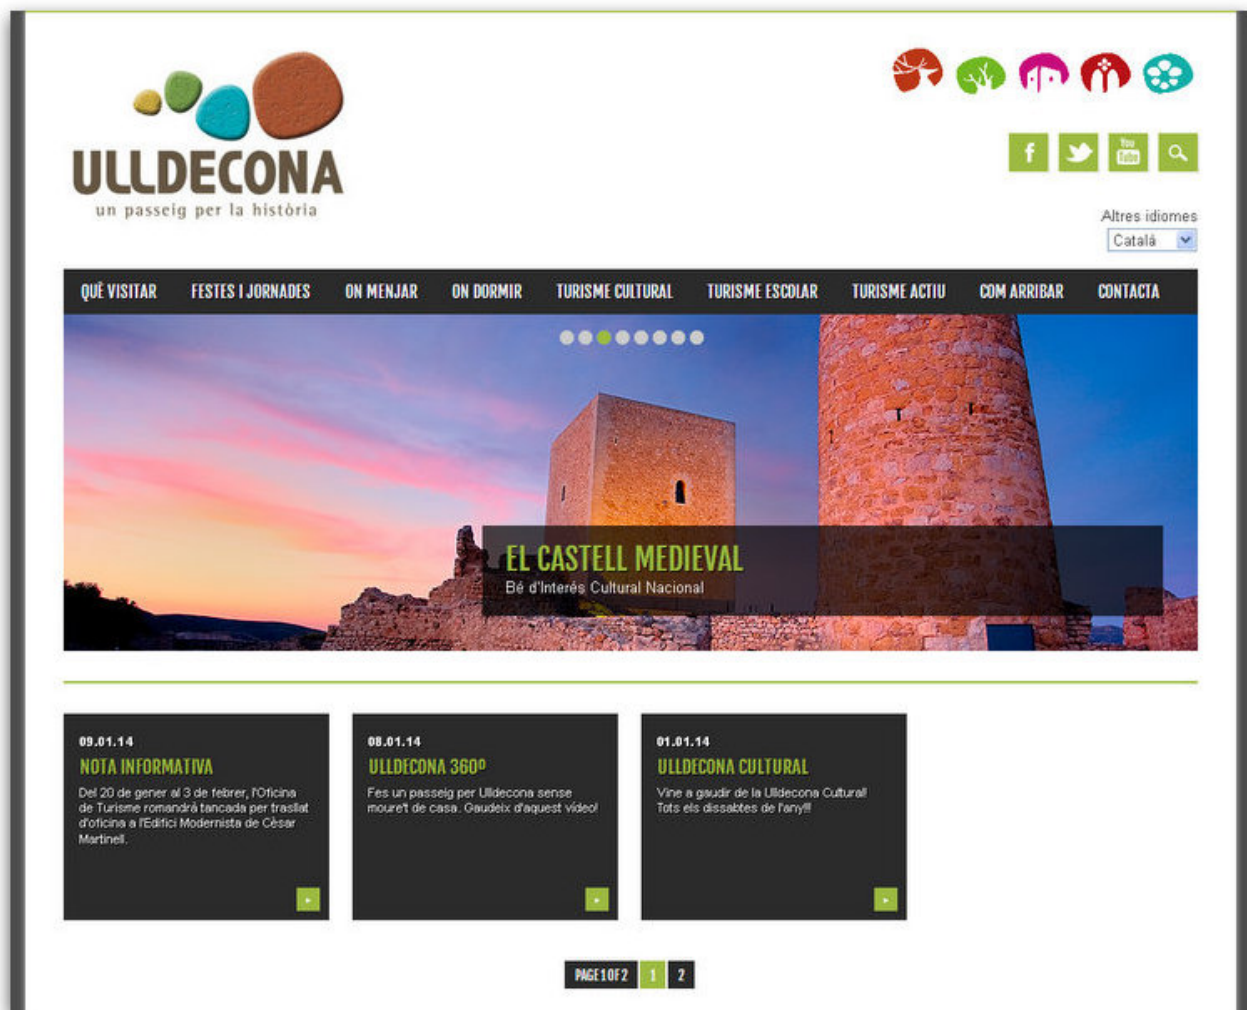 ULLDECONA
un passeig per la història
f
You
Tube
Altres idiomes
Català
QUÈ VISITAR FESTES I JORNADES ON MENJAR ON DORMIR TURISME CULTURAL TURISME ESCOLAR TURISME ACTIU COM ARRIBAR CONTACTA
EL CASTELL MEDIEVAL
Bé d'Interés Cultural Nacional
09.01.14
NOTA INFORMATIVA
Del 20 de gener al 3 de febrer, l'Oficina
de Turisme romandrà tancada per trasllat
d'oficina a l'Edifici Modernista de Cèsar
Martinell.
08.01.14
ULLDECONA 360º
Fes un passeig per Ulldecona sense
moure't de casa. Gaudeix d'aquest vídeo!
01.01.14
ULLDECONA CULTURAL
Vine a gaudir de la Ulldecona Cultural!
Tots els dissabtes de l'any!!!
PAGE 1 OF 2 1 2